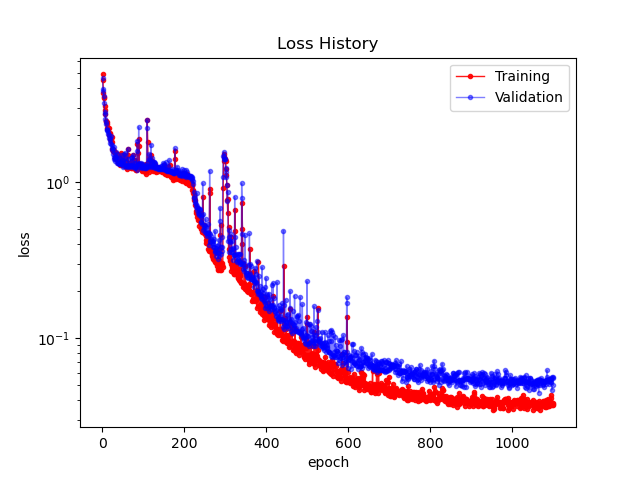 Loss History
Training
Validation
10⁰
10⁻¹
loss
0 200 400 600 800 1000
epoch